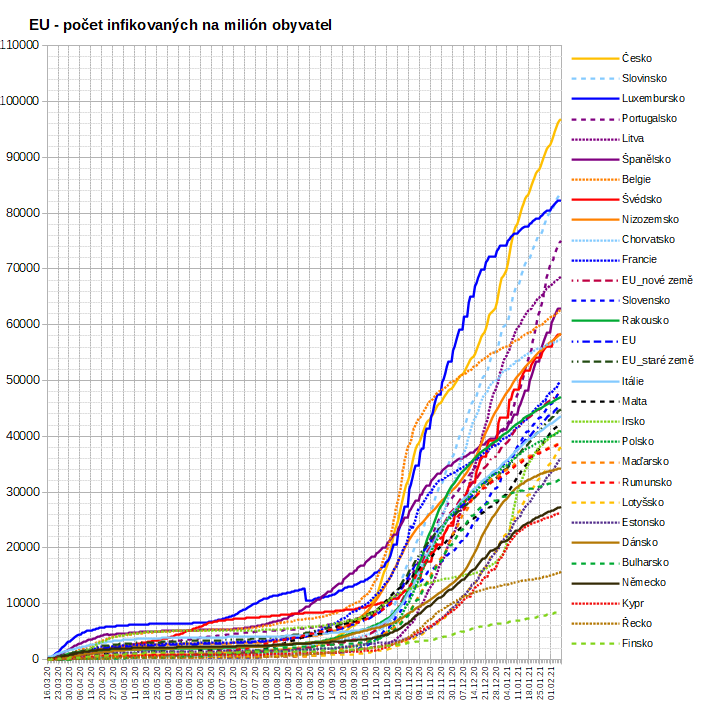 EU - počet infikovaných na milión obyvatel
110000
100000
90000
80000
70000
60000
50000
40000
30000
20000
10000
0
16.03.20
23.03.20
30.03.20
06.04.20
13.04.20
20.04.20
27.04.20
04.05.20
11.05.20
18.05.20
25.05.20
01.06.20
08.06.20
15.06.20
22.06.20
29.06.20
06.07.20
13.07.20
20.07.20
27.07.20
03.08.20
10.08.20
17.08.20
24.08.20
31.08.20
07.09.20
14.09.20
21.09.20
28.09.20
05.10.20
12.10.20
19.10.20
26.10.20
02.11.20
09.11.20
16.11.20
23.11.20
30.11.20
07.12.20
14.12.20
21.12.20
28.12.20
04.01.21
11.01.21
18.01.21
25.01.21
01.02.21
Česko
Slovinsko
Luxembursko
Portugalsko
Litva
Španělsko
Belgie
Švédsko
Nizozemsko
Chorvatsko
Francie
EU_nové země
Slovensko
Rakousko
EU
EU_staré země
Itálie
Malta
Irsko
Polsko
Maďarsko
Rumunsko
Lotyšsko
Estonsko
Dánsko
Bulharsko
Německo
Kypr
Řecko
Finsko